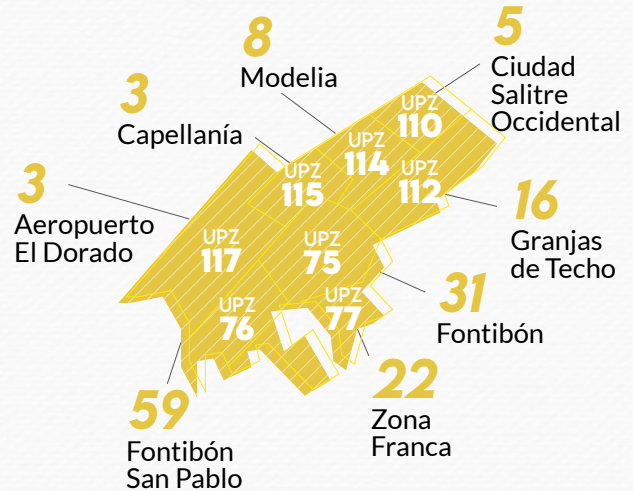 8
Modelia
5
Ciudad
Salitre
Occidental
3
Capellanía
3
Aeropuerto
El Dorado
UPZ
110
UPZ
114
UPZ
115
UPZ
112
UPZ
117
UPZ
75
UPZ
76
UPZ
77
16
Granjas
de Techo
31
Fontibón
22
Zona
Franca
59
Fontibón
San Pablo